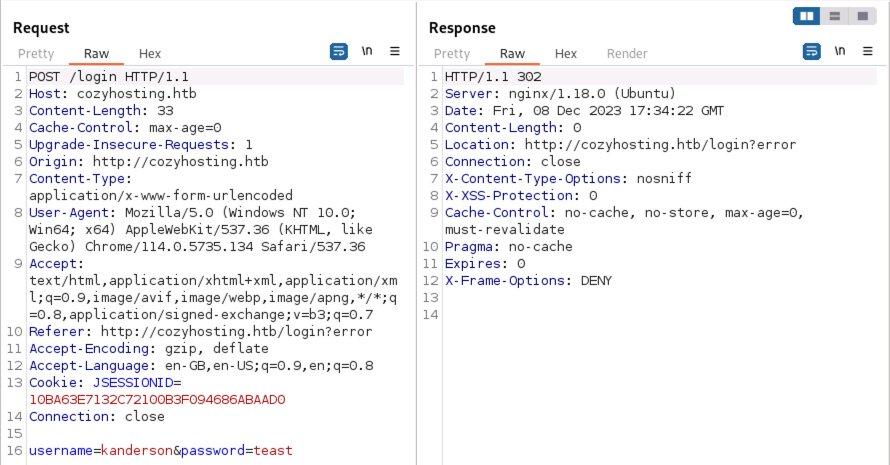 Request
Pretty Raw Hex \n
1 POST /login HTTP/1.1
2 Host: cozyhosting.htb
3 Content-Length: 33
4 Cache-Control: max-age=0
5 Upgrade-Insecure-Requests: 1
6 Origin: http://cozyhosting.htb
7 Content-Type:
application/x-www-form-urlencoded
8 User-Agent: Mozilla/5.0 (Windows NT 10.0;
Win64; x64) AppleWebKit/537.36 (KHTML, like
Gecko) Chrome/114.0.5735.134 Safari/537.36
9 Accept:
text/html,application/xhtml+xml,application/xm
l;q=0.9,image/avif,image/webp,image/apng,*/*;q
=0.8,application/signed-exchange;v=b3;q=0.7
10 Referer: http://cozyhosting.htb/login?error
11 Accept-Encoding: gzip, deflate
12 Accept-Language: en-GB,en-US;q=0.9,en;q=0.8
13 Cookie: JSESSIONID=
10BA63E7132C72100B3F094686ABAAD0
14 Connection: close
15
16 username=kanderson&password=teast
Response
Pretty Raw Hex Render \n
1 HTTP/1.1 302
2 Server: nginx/1.18.0 (Ubuntu)
3 Date: Fri, 08 Dec 2023 17:34:22 GMT
4 Content-Length: 0
5 Location: http://cozyhosting.htb/login?error
6 Connection: close
7 X-Content-Type-Options: nosniff
8 X-XSS-Protection: 0
9 Cache-Control: no-cache, no-store, max-age=0,
must-revalidate
10 Pragma: no-cache
11 Expires: 0
12 X-Frame-Options: DENY
13
14